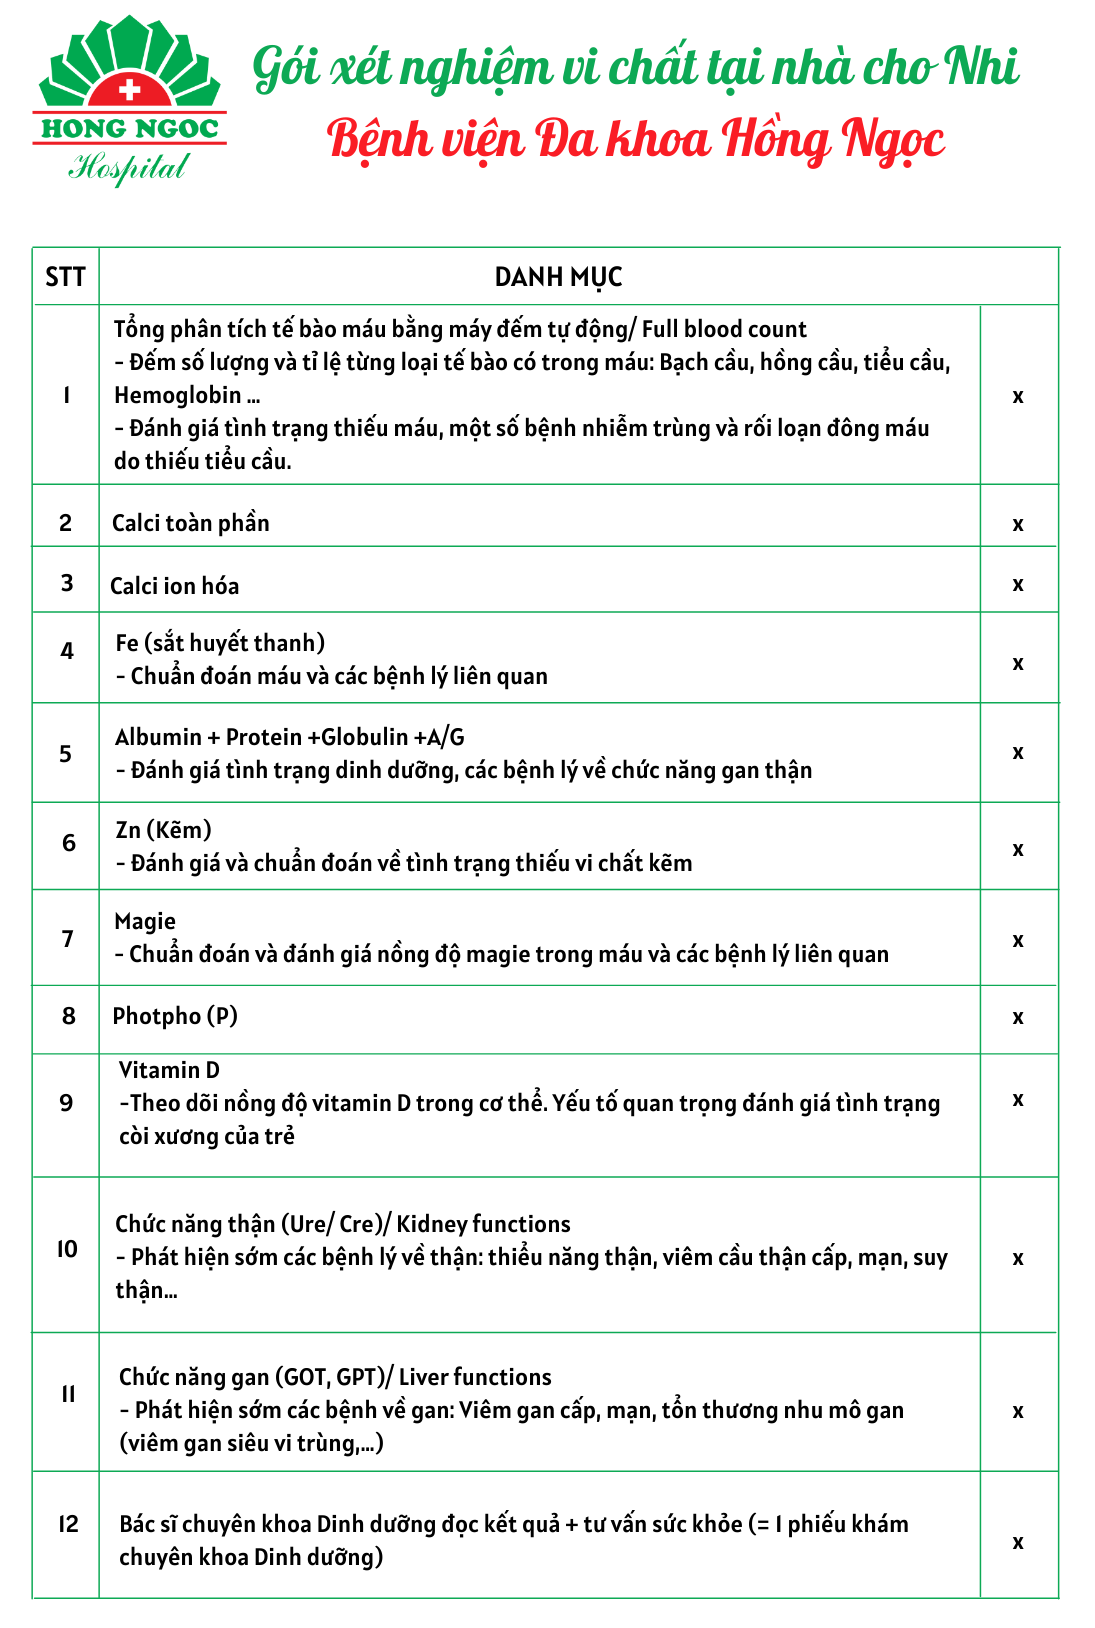 HONG NGOC
Hospital
Gói xét nghiệm vi chất tại nhà cho Nhi
Bệnh viện Đa khoa Hồng Ngọc
STT DANH MỤC
Tổng phân tích tế bào máu bằng máy đếm tự động/ Full blood count
- Đếm số lượng và tỉ lệ từng loại tế bào có trong máu: Bạch cầu, hồng cầu, tiểu cầu,
1 Hemoglobin ... x
- Đánh giá tình trạng thiếu máu, một số bệnh nhiễm trùng và rối loạn đông máu
do thiếu tiểu cầu.
2 Calci toàn phần x
3 Calci ion hóa x
4 Fe (sắt huyết thanh) x
- Chuẩn đoán máu và các bệnh lý liên quan
5 Albumin + Protein +Globulin +A/G x
- Đánh giá tình trạng dinh dưỡng, các bệnh lý về chức năng gan thận
6 Zn (Kẽm) x
- Đánh giá và chuẩn đoán về tình trạng thiếu vi chất kẽm
7 Magie x
- Chuẩn đoán và đánh giá nồng độ magie trong máu và các bệnh lý liên quan
8 Photpho (P) x
Vitamin D
9 -Theo dõi nồng độ vitamin D trong cơ thể. Yếu tố quan trọng đánh giá tình trạng x
còi xương của trẻ
Chức năng thận (Ure/ Cre)/ Kidney functions
10 - Phát hiện sớm các bệnh lý về thận: thiểu năng thận, viêm cầu thận cấp, mạn, suy x
thận...
Chức năng gan (GOT, GPT)/ Liver functions
11 - Phát hiện sớm các bệnh về gan: Viêm gan cấp, mạn, tổn thương nhu mô gan x
(viêm gan siêu vi trùng,...)
12 Bác sĩ chuyên khoa Dinh dưỡng đọc kết quả + tư vấn sức khỏe (= 1 phiếu khám x
chuyên khoa Dinh dưỡng)